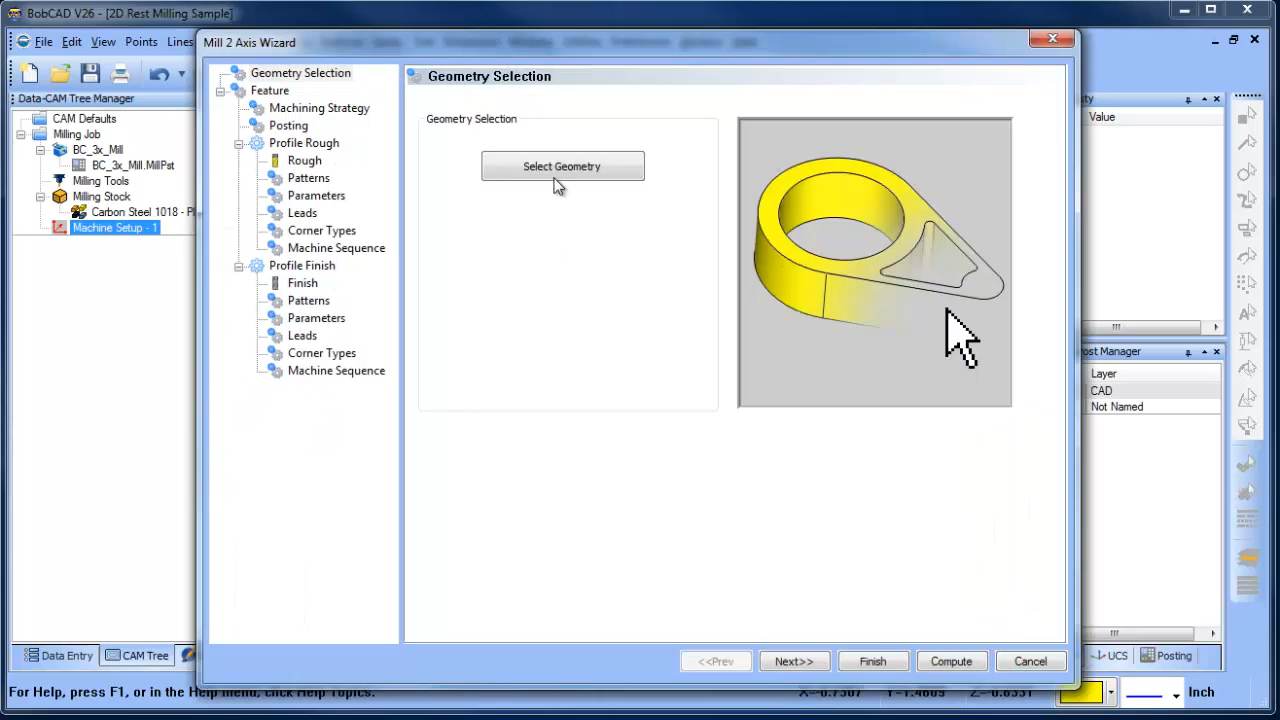 BobCAD V26 - [2D Rest Milling Sample]
File Edit View Points Lines
Mill 2 Axis Wizard
Data-CAM Tree Manager
CAM Defaults
Milling Job
BC_3x_Mill
BC_3x_Mill.MillPst
Milling Tools
Milling Stock
Carbon Steel 1018 - Pl
Machine Setup - 1
Geometry Selection
Feature
Machining Strategy
Posting
Profile Rough
Rough
Patterns
Parameters
Leads
Corner Types
Machine Sequence
Profile Finish
Finish
Patterns
Parameters
Leads
Corner Types
Machine Sequence
Geometry Selection
Geometry Selection
Select Geometry
<<Prev Next>> Finish Compute Cancel
ty
Value
ost Manager
Layer
CAD
Not Named
Data Entry CAM Tree
UCS Posting
For Help, press F1, or in the Help menu, click Help Topics.
Inch